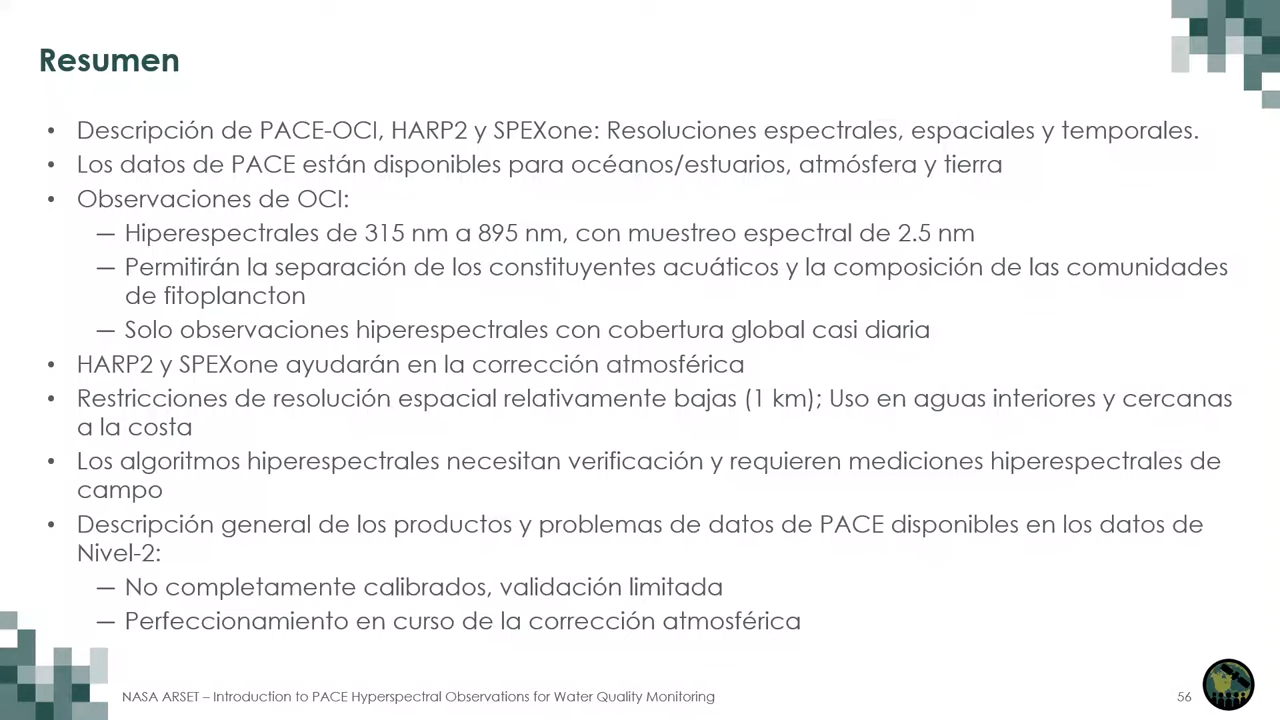 Resumen
• Descripción de PACE-OCI, HARP2 y SPEXone: Resoluciones espectrales, espaciales y temporales.
• Los datos de PACE están disponibles para océanos/estuarios, atmósfera y tierra
• Observaciones de OCI:
— Hiperespectrales de 315 nm a 895 nm, con muestreo espectral de 2.5 nm
— Permitirán la separación de los constituyentes acuáticos y la composición de las comunidades
de fitoplancton
— Solo observaciones hiperespectrales con cobertura global casi diaria
• HARP2 y SPEXone ayudarán en la corrección atmosférica
• Restricciones de resolución espacial relativamente bajas (1 km); Uso en aguas interiores y cercanas
a la costa
• Los algoritmos hiperespectrales necesitan verificación y requieren mediciones hiperespectrales de
campo
• Descripción general de los productos y problemas de datos de PACE disponibles en los datos de
Nivel-2:
— No completamente calibrados, validación limitada
— Perfeccionamiento en curso de la corrección atmosférica
NASA ARSET – Introduction to PACE Hyperspectral Observations for Water Quality Monitoring
56